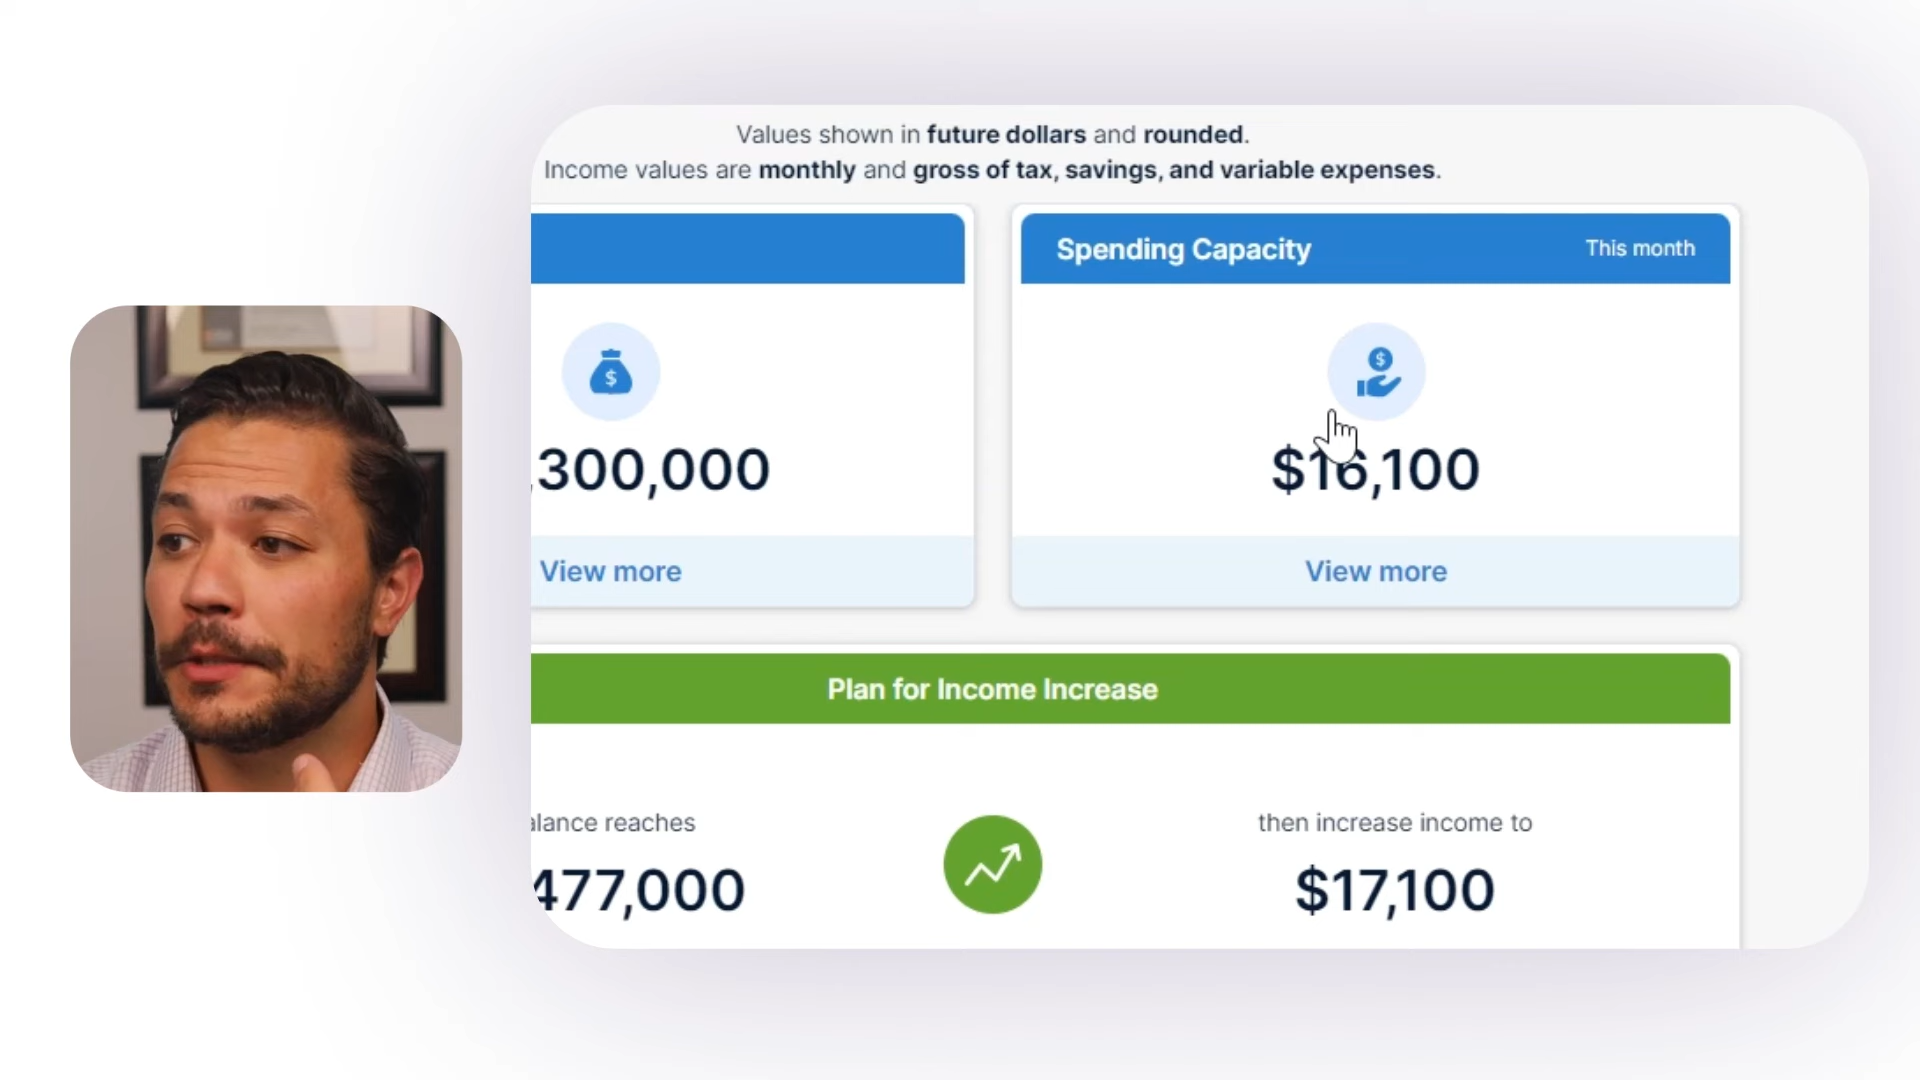 Values shown in future dollars and rounded.
Income values are monthly and gross of tax, savings, and variable expenses.
Spending Capacity
This month
,300,000
$16,100
View more
View more
Plan for Income Increase
alance reaches
then increase income to
477,000
$17,100